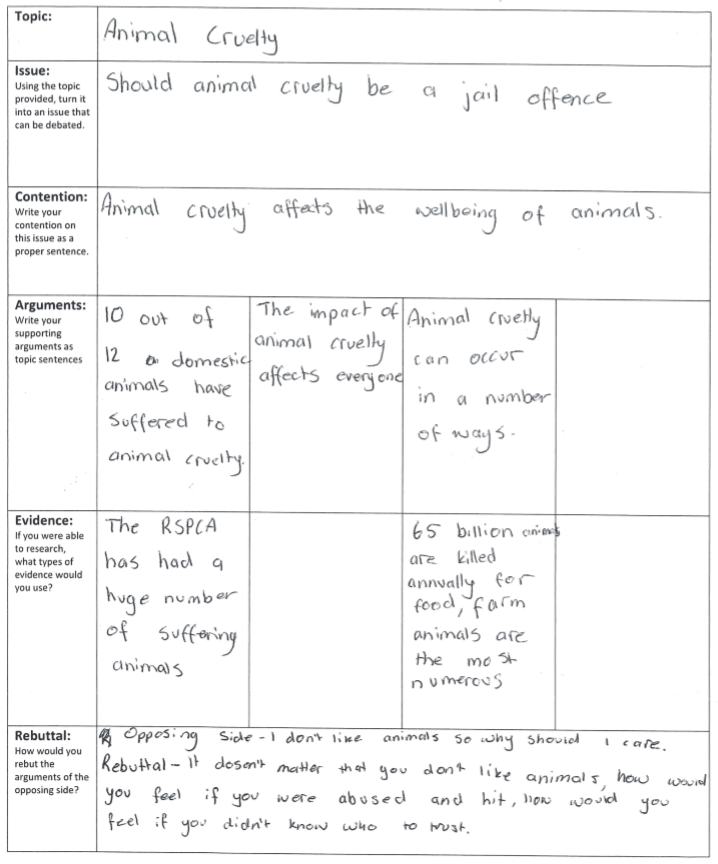 Topic:
Animal Cruelty
Issue:
Using the topic
provided, turn it
into an issue that
can be debated.
Should animal cruelty be a jail offence
Contention:
Write your
contention on
this issue as a
proper sentence.
Animal cruelty affects the wellbeing of animals.
Arguments:
Write your
supporting
arguments as
topic sentences
10 out of
12 domestic
animals have
suffered to
animal cruelty.
The impact of
animal cruelty
affects everyone
Animal cruelty
can occur
in a number
of ways.
Evidence:
If you were able
to research,
what types of
evidence would
you use?
The RSPCA
has had a
huge number
of suffering
animals
65 billion animals
are killed
annually for
food, farm
animals are
the most
numerous
Rebuttal:
How would you
rebut the
arguments of the
opposing side?
Opposing Side - I don't like animals so why should I care.
Rebuttal - It dosen't matter that you don't like animals, how would
you feel if you were abused and hit, how would you
feel if you didn't know who to trust.